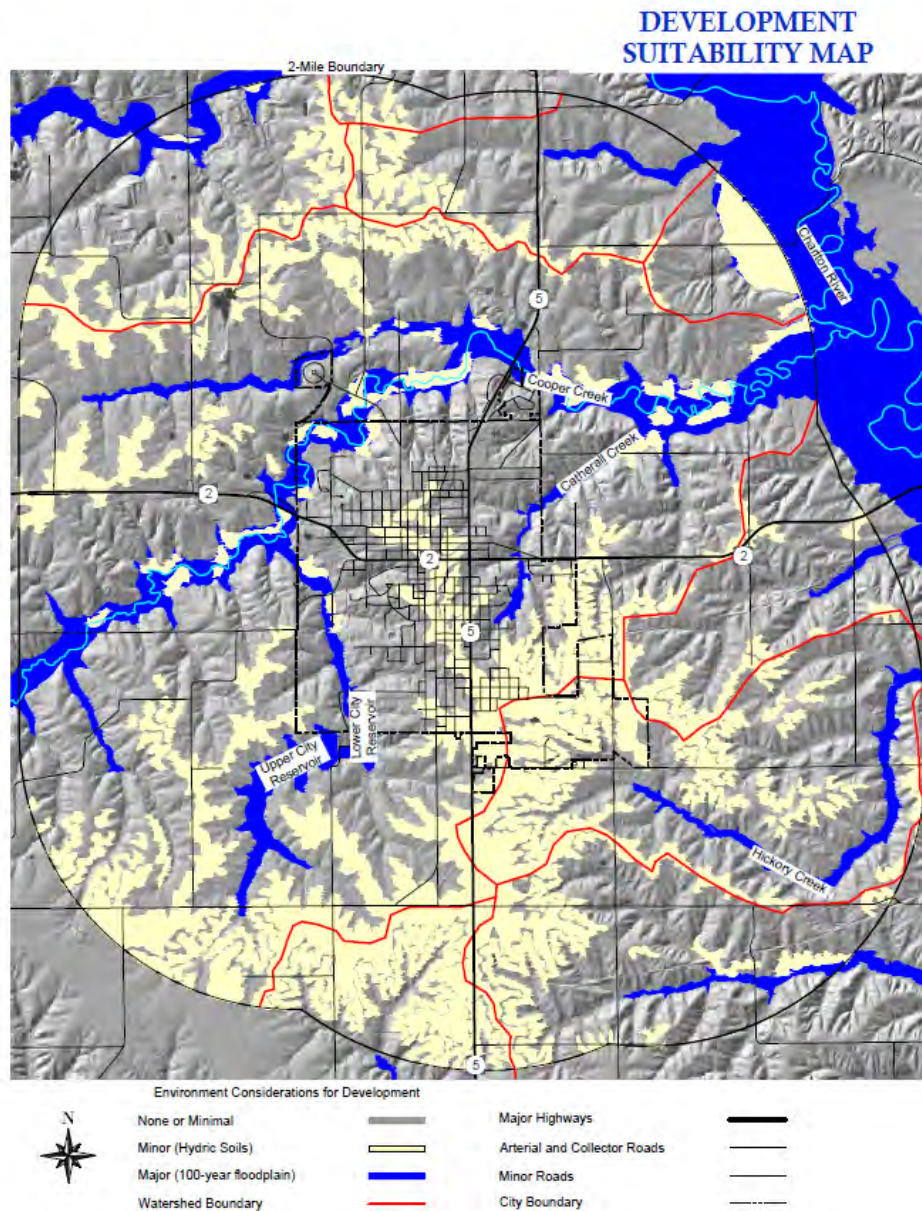 DEVELOPMENT
SUITABILITY MAP
2-Mile Boundary
Chariton River
5
Cooper Creek
Catherall Creek
2
2
2
5
Lower City
Reservoir
Upper City
Reservoir
Hickory Creek
5
Environment Considerations for Development
N
None or Minimal
Minor (Hydric Soils)
Major (100-year floodplain)
Watershed Boundary
Major Highways
Arterial and Collector Roads
Minor Roads
City Boundary